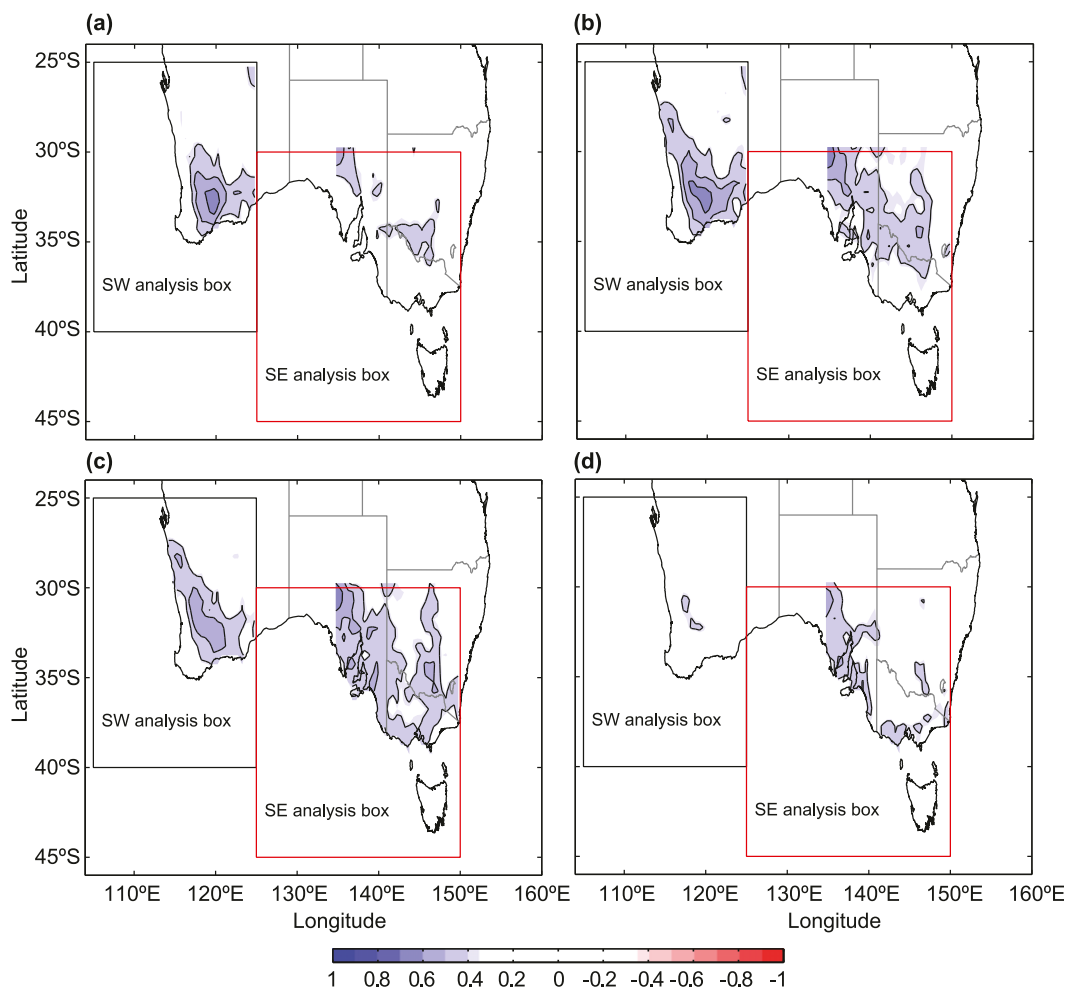 (a) (b)
25ºS
30ºS
35ºS
40ºS
45ºS
Latitude
SW analysis box
SE analysis box
SW analysis box
SE analysis box
(c) (d)
25ºS
30ºS
35ºS
40ºS
45ºS
Latitude
SW analysis box
SE analysis box
SW analysis box
SE analysis box
110ºE 120ºE 130ºE 140ºE 150ºE 160ºE 110ºE 120ºE 130ºE 140ºE 150ºE 160ºE
Longitude Longitude
1 0.8 0.6 0.4 0.2 0 -0.2 -0.4 -0.6 -0.8 -1